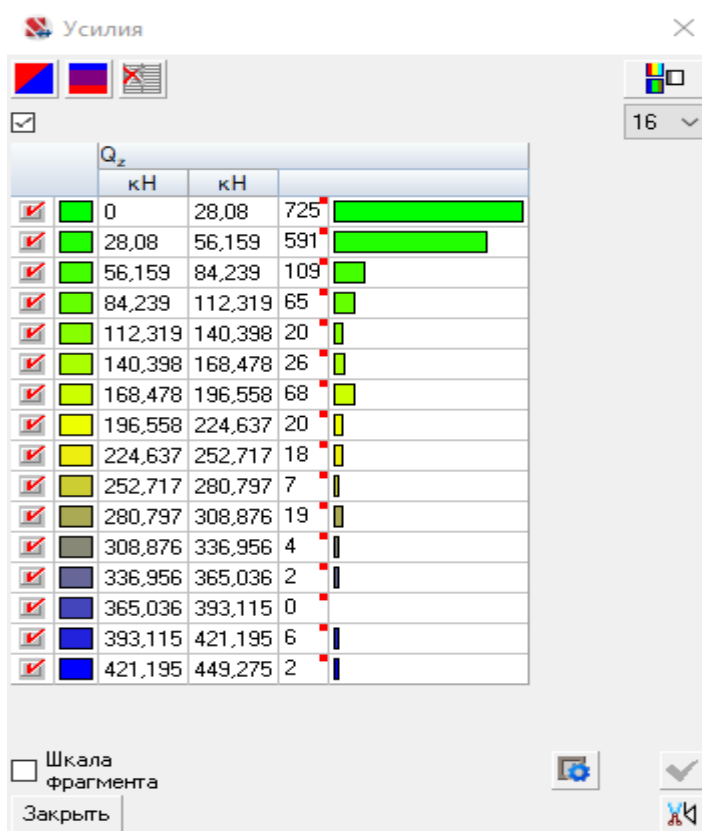 Усилия
16
Qz
кН кН
0 28,08 725
28,08 56,159 591
56,159 84,239 109
84,239 112,319 65
112,319 140,398 20
140,398 168,478 26
168,478 196,558 68
196,558 224,637 20
224,637 252,717 18
252,717 280,797 7
280,797 308,876 19
308,876 336,956 4
336,956 365,036 2
365,036 393,115 0
393,115 421,195 6
421,195 449,275 2
Шкала
фрагмента
Закрыть